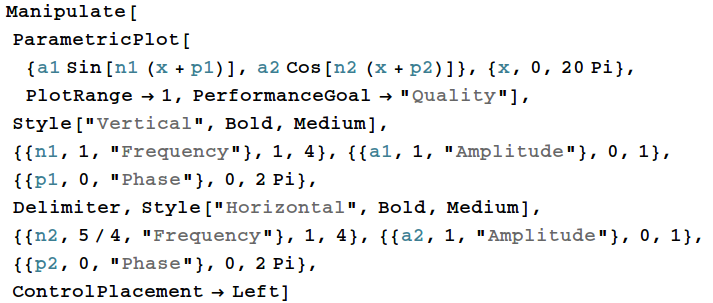 Manipulate[
ParametricPlot[
{a1 Sin[n1 (x + p1)], a2 Cos[n2 (x + p2)]}, {x, 0, 20 Pi},
PlotRange → 1, PerformanceGoal → "Quality"],
Style["Vertical", Bold, Medium],
{{n1, 1, "Frequency"}, 1, 4}, {{a1, 1, "Amplitude"}, 0, 1},
{{p1, 0, "Phase"}, 0, 2 Pi},
Delimiter, Style["Horizontal", Bold, Medium],
{{n2, 5 / 4, "Frequency"}, 1, 4}, {{a2, 1, "Amplitude"}, 0, 1},
{{p2, 0, "Phase"}, 0, 2 Pi},
ControlPlacement → Left]